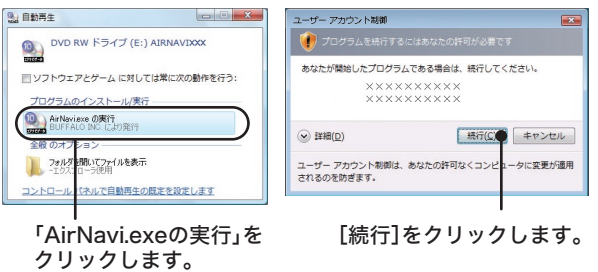 自動再生
DVD RW ドライブ (E:) AIRNAVIXXX
ソフトウェアとゲーム に対しては常に次の動作を行う:
プログラムのインストール/実行
AirNavi.exe の実行
BUFFALO INC. により発行
全般 のオプション
フォルダを開いてファイルを表示
-エクスプローラ使用
コントロール パネルで自動再生の既定を設定します
「AirNavi.exeの実行」を
クリックします。
ユーザー アカウント制御
プログラムを続行するにはあなたの許可が必要です
あなたが開始したプログラムである場合は、続行してください。
××××××××××
××××××××××
詳細(D)
続行(C)
キャンセル
ユーザー アカウント制御は、あなたの許可なくコンピュータに変更が適用
されるのを防ぎます。
[続行]をクリックします。